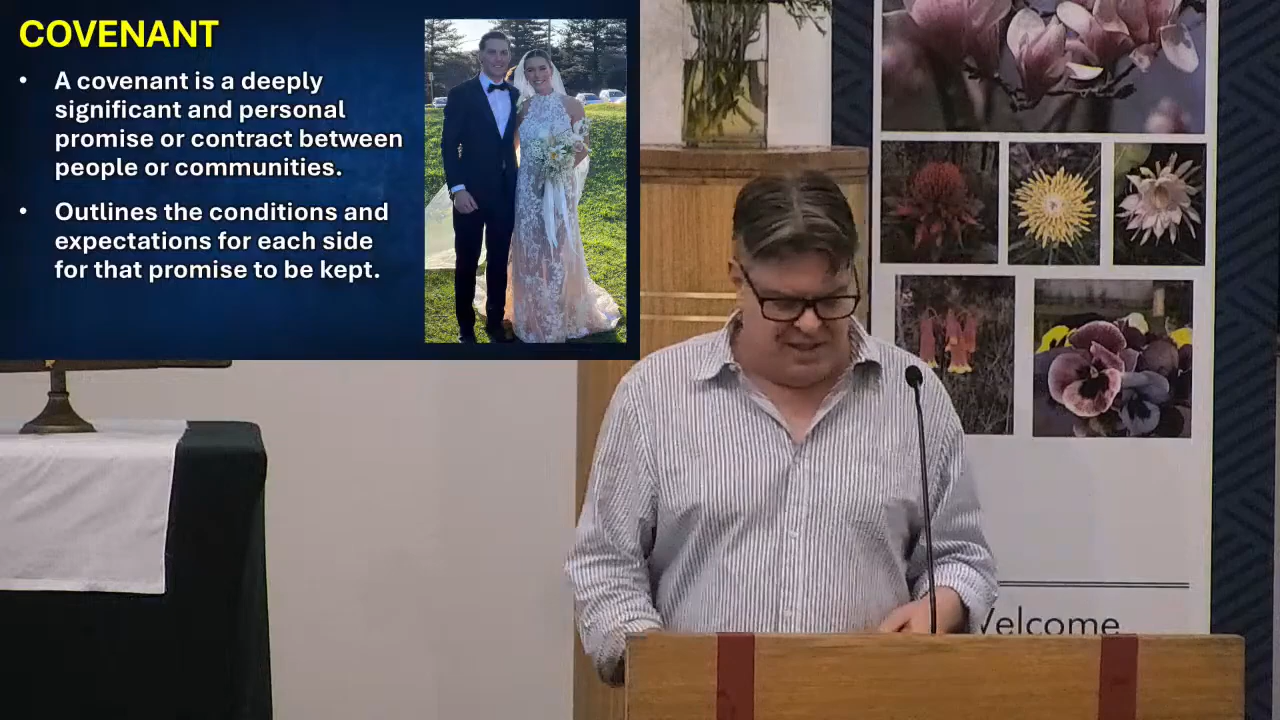 COVENANT
• A covenant is a deeply
significant and personal
promise or contract between
people or communities.
• Outlines the conditions and
expectations for each side
for that promise to be kept.
Welcome